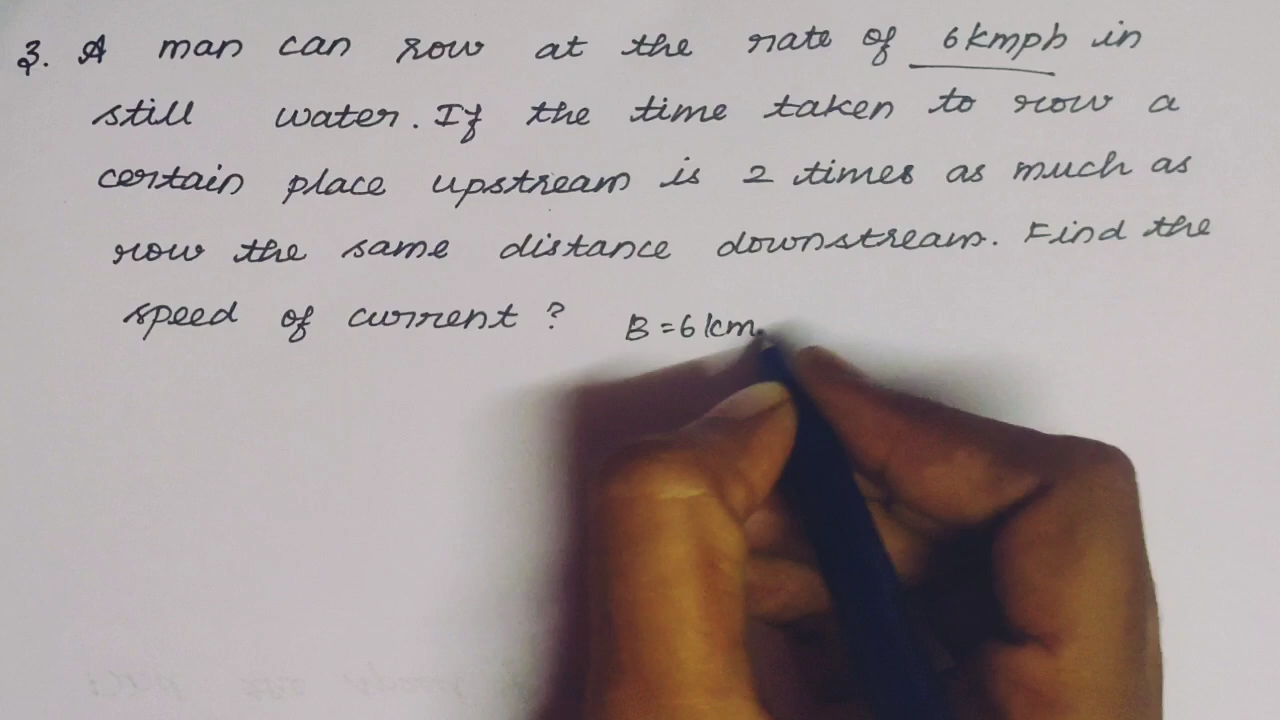 3. A man can row at the rate of 6kmph in
still water. If the time taken to row a
certain place upstream is 2 times as much as
row the same distance downstream. Find the
speed of current ? B = 6 km